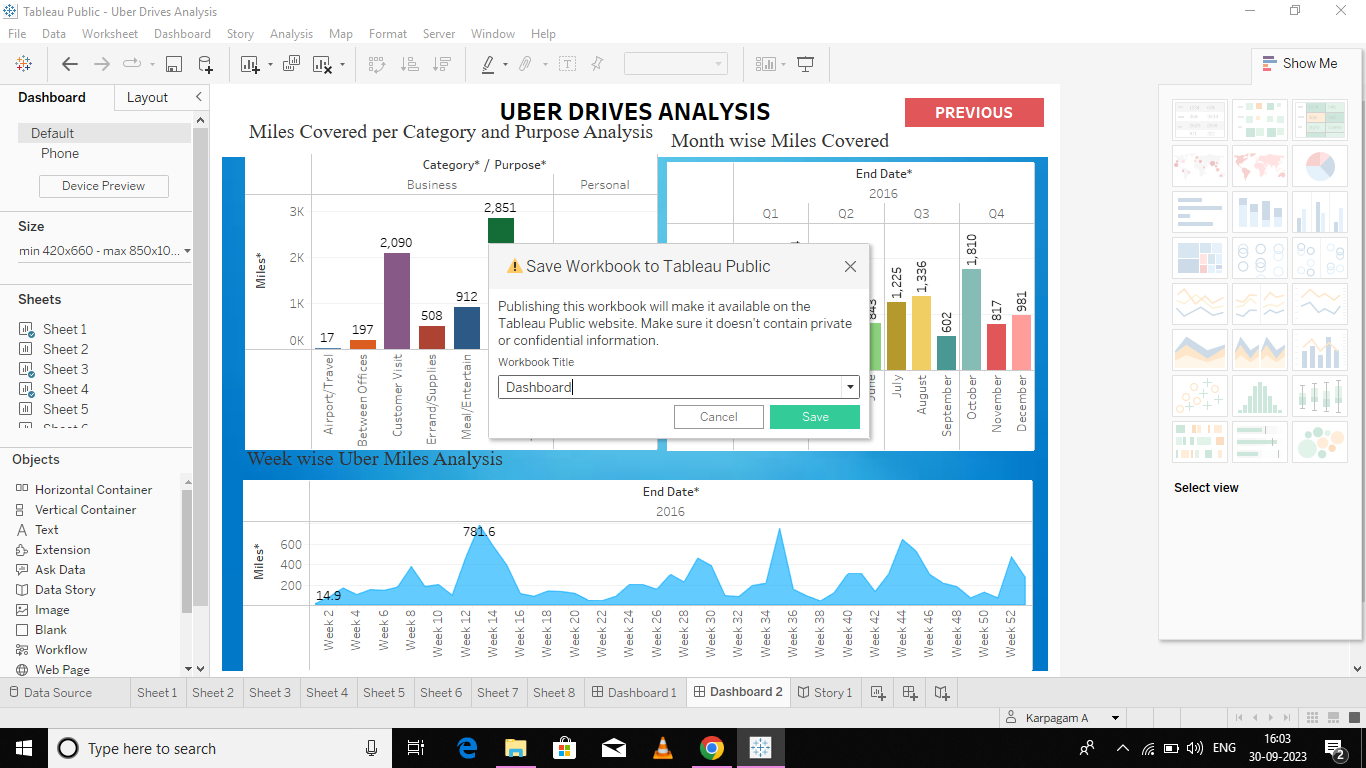 Tableau Public - Uber Drives Analysis
File Data Worksheet Dashboard Story Analysis Map Format Server Window Help
Show Me
Dashboard Layout
Default
Phone
Device Preview
Size
min 420x660 - max 850x10...
Sheets
Sheet 1
Sheet 2
Sheet 3
Sheet 4
Sheet 5
Objects
Horizontal Container
Vertical Container
Text
Extension
Ask Data
Data Story
Image
Blank
Workflow
Web Page
UBER DRIVES ANALYSIS
PREVIOUS
Miles Covered per Category and Purpose Analysis
Category* / Purpose*
Business Personal
Miles*
3K
2K
1K
0K
17
197
2,090
508
912
2,851
Airport/Travel
Between Offices
Customer Visit
Errand/Supplies
Meal/Entertain
Month wise Miles Covered
End Date*
2016
Q1 Q2 Q3 Q4
843
1,225
1,336
602
1,810
817
981
June
July
August
September
October
November
December
Save Workbook to Tableau Public
Publishing this workbook will make it available on the
Tableau Public website. Make sure it doesn't contain private
or confidential information.
Workbook Title
Dashboard
Cancel Save
Week wise Uber Miles Analysis
End Date*
2016
Miles*
600
400
200
14.9
781.6
Week 2
Week 4
Week 6
Week 8
Week 10
Week 12
Week 14
Week 16
Week 18
Week 20
Week 22
Week 24
Week 26
Week 28
Week 30
Week 32
Week 34
Week 36
Week 38
Week 40
Week 42
Week 44
Week 46
Week 48
Week 50
Week 52
Select view
Data Source Sheet 1 Sheet 2 Sheet 3 Sheet 4 Sheet 5 Sheet 6 Sheet 7 Sheet 8 Dashboard 1 Dashboard 2 Story 1
Karpagam A
Type here to search
ENG
16:03
30-09-2023
2